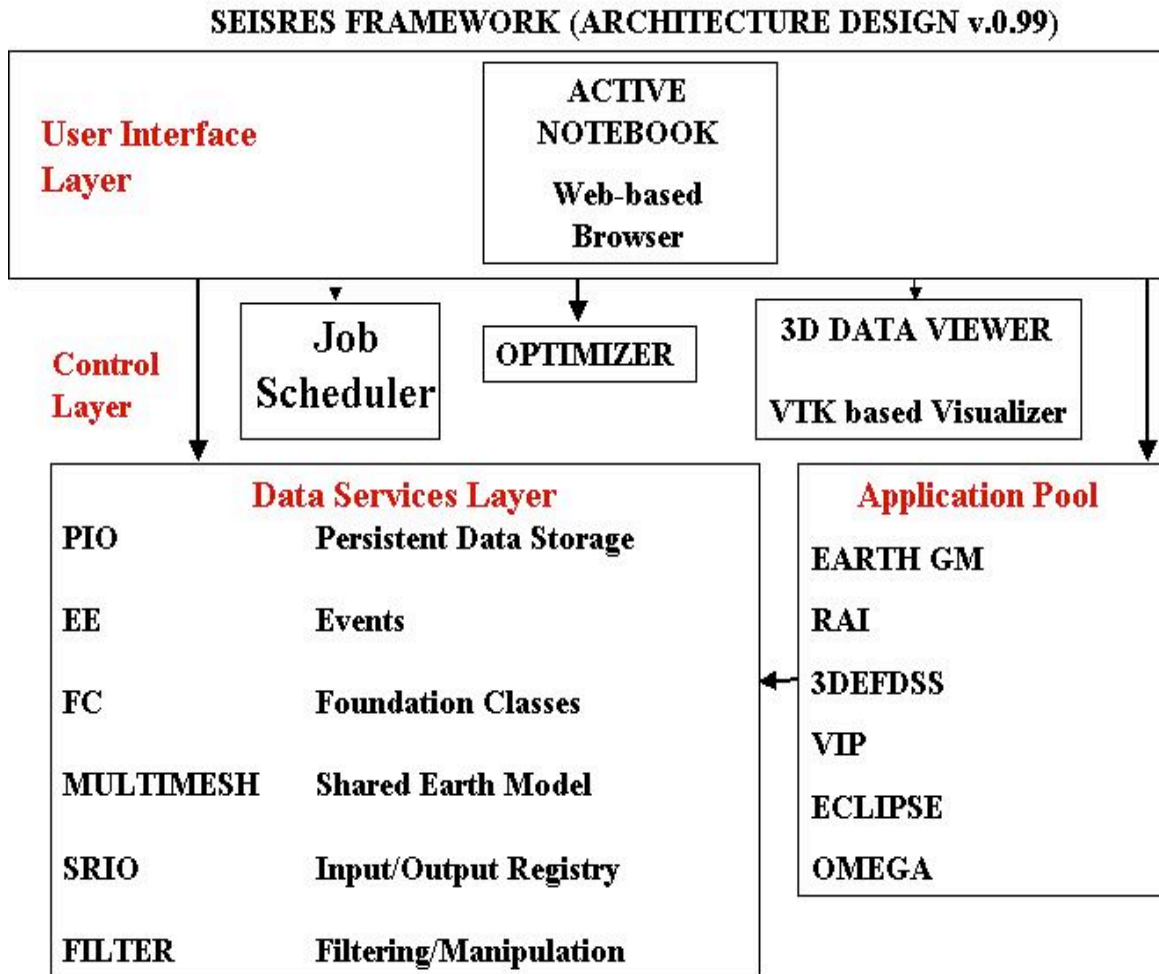 SEISRES FRAMEWORK (ARCHITECTURE DESIGN v.0.99)
User Interface
Layer
ACTIVE
NOTEBOOK
Web-based
Browser
Control
Layer
Job
Scheduler
OPTIMIZER
3D DATA VIEWER
VTK based Visualizer
Data Services Layer
PIO Persistent Data Storage
EE Events
FC Foundation Classes
MULTIMESH Shared Earth Model
SRIO Input/Output Registry
FILTER Filtering/Manipulation
Application Pool
EARTH GM
RAI
3DEFDSS
VIP
ECLIPSE
OMEGA